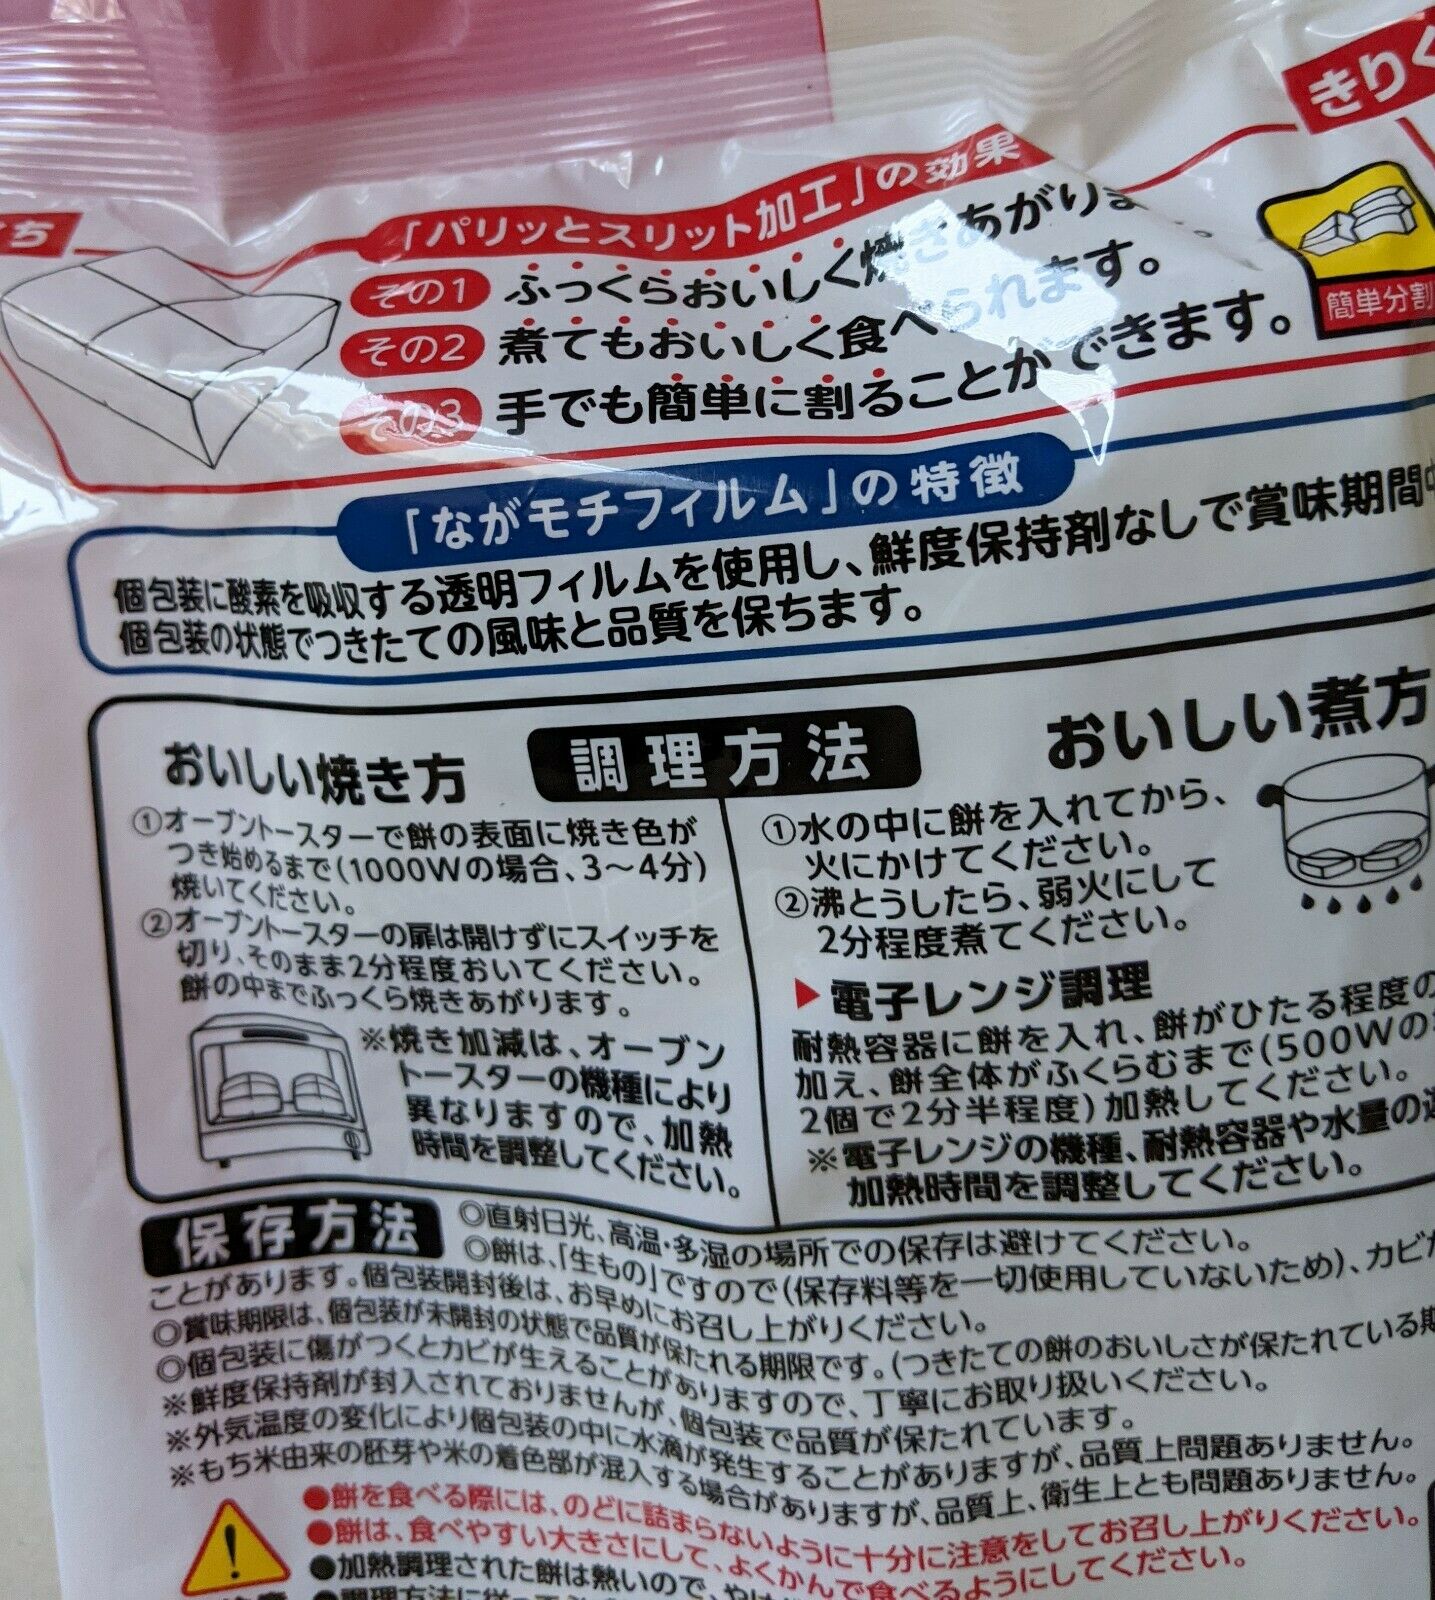 きり
ち
「パリッとスリット加工」の効果
その1 ふっくらおいしく焼きあがりま
その2 煮てもおいしく食べられます。
その3 手でも簡単に割ることができます。
簡単分割
「ながモチフィルム」の特徴
個包装に酸素を吸収する透明フィルムを使用し、鮮度保持剤なしで賞味期間中
個包装の状態でつきたての風味と品質を保ちます。
調理方法
おいしい焼き方
①オーブントースターで餅の表面に焼き色が
つき始めるまで(1000Wの場合、3〜4分)
焼いてください。
②オーブントースターの扉は開けずにスイッチを
切り、そのまま2分程度おいてください。
餅の中までふっくら焼きあがります。
※焼き加減は、オーブン
トースターの機種により
異なりますので、加熱
時間を調整してください。
おいしい煮方
①水の中に餅を入れてから、
火にかけてください。
②沸とうしたら、弱火にして
2分程度煮てください。
▶電子レンジ調理
耐熱容器に餅を入れ、餅がひたる程度の
加え、餅全体がふくらむまで(500Wの
2個で2分半程度)加熱してください。
※電子レンジの機種、耐熱容器や水量の
加熱時間を調整してください。
保存方法 ◎直射日光、高温・多湿の場所での保存は避けてください。
◎餅は、「生もの」ですので(保存料等を一切使用していないため)、カビが
ことがあります。個包装開封後は、お早めにお召し上がりください。
◎賞味期限は、個包装が未開封の状態で品質が保たれる期限です。(つきたての餅のおいしさが保たれている期
◎個包装に傷がつくとカビが生えることがありますので、丁寧にお取り扱いください。
※鮮度保持剤が封入されておりませんが、個包装で品質が保たれています。
※外気温度の変化により個包装の中に水滴が発生することがありますが、品質上問題ありません。
※もち米由来の胚芽や米の着色部が混入する場合がありますが、品質上、衛生上とも問題ありません。
●餅を食べる際には、のどに詰まらないように十分に注意をしてお召し上がりください。
●餅は、食べやすい大きさにして、よくかんで食べるようにしてください。
●加熱調理された餅は熱いので、